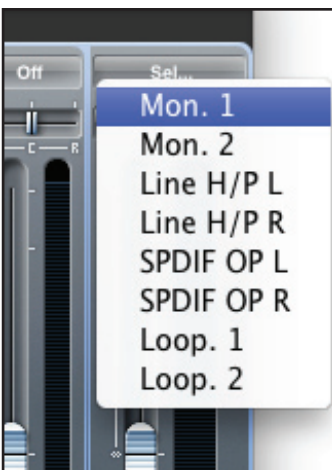 Off
Sel...
C
R
Mon. 1
Mon. 2
Line H/P L
Line H/P R
SPDIF OP L
SPDIF OP R
Loop. 1
Loop. 2
∞